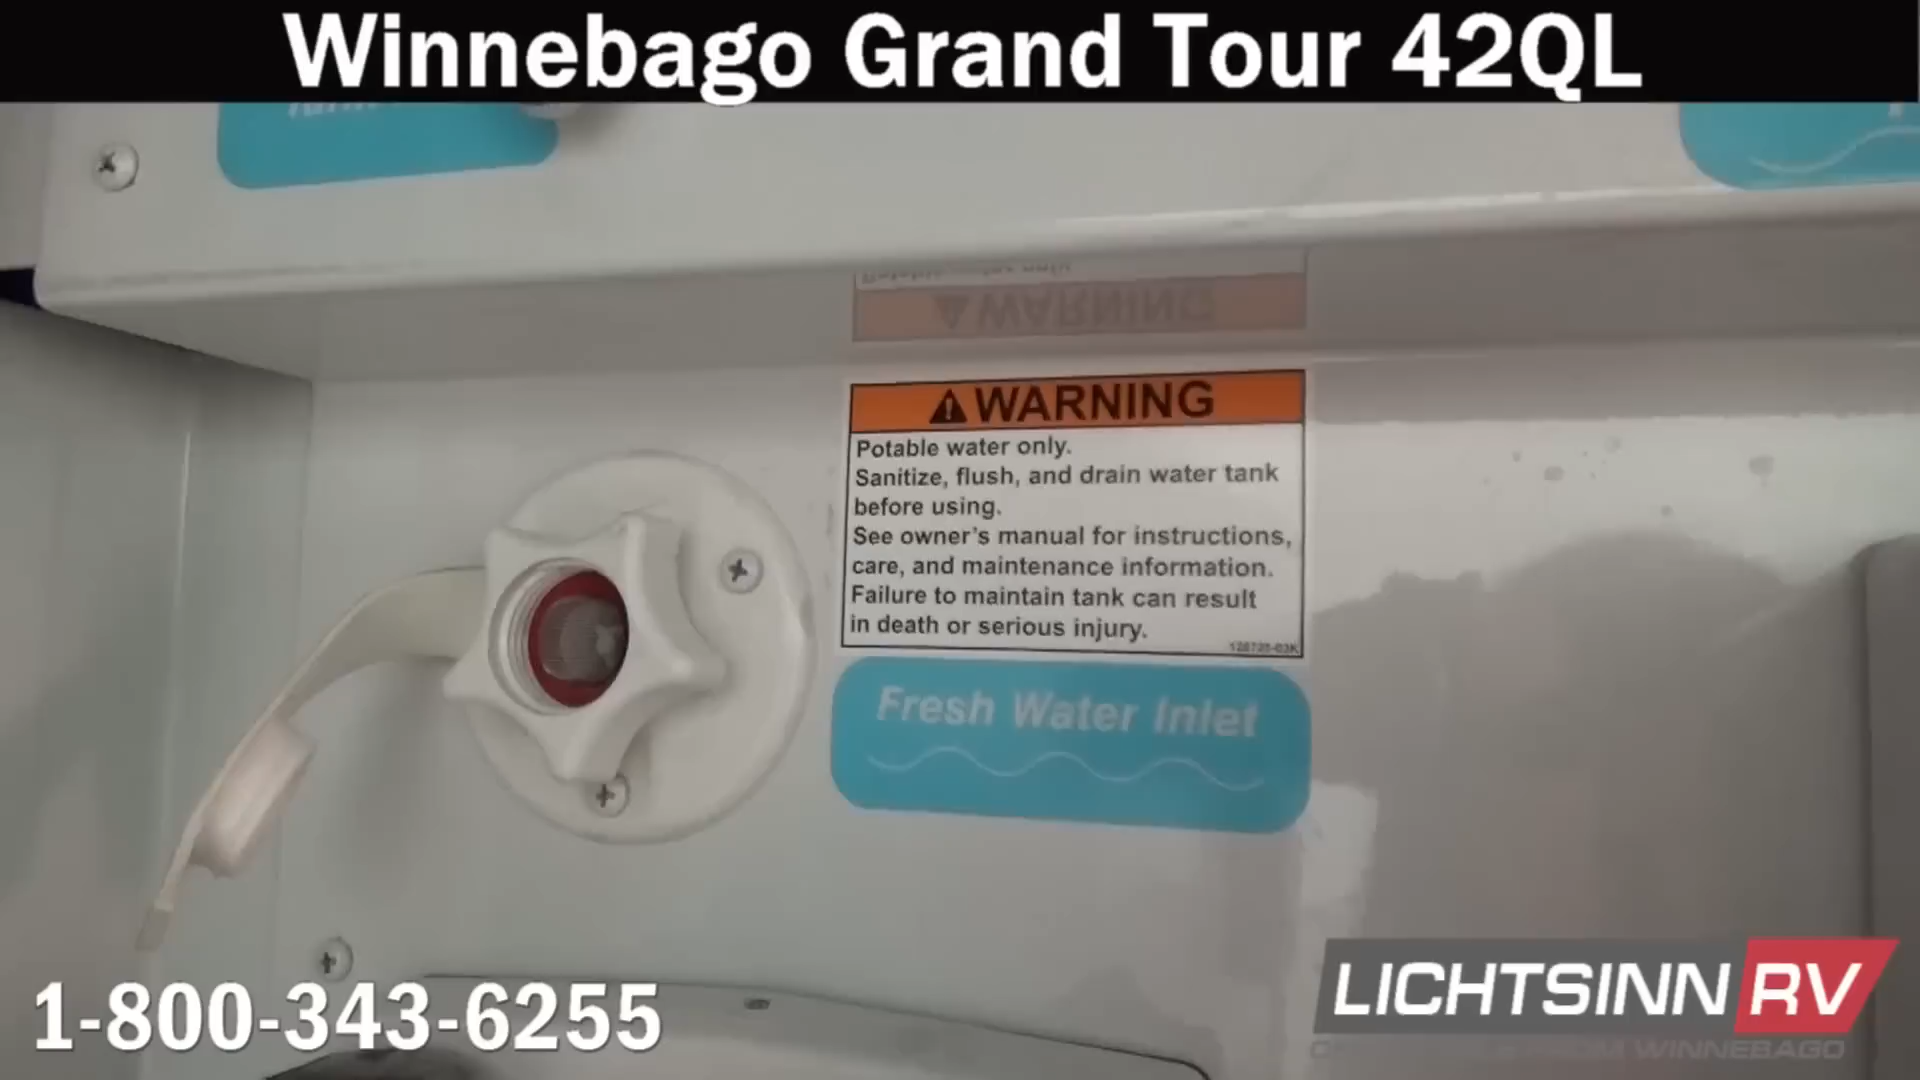 Winnebago Grand Tour 42QL
WARNING
Potable water only.
Sanitize, flush, and drain water tank
before using.
See owner's manual for instructions,
care, and maintenance information.
Failure to maintain tank can result
in death or serious injury.
Fresh Water Inlet
1-800-343-6255
LICHTSINN RV
FROM WINNEBAGO